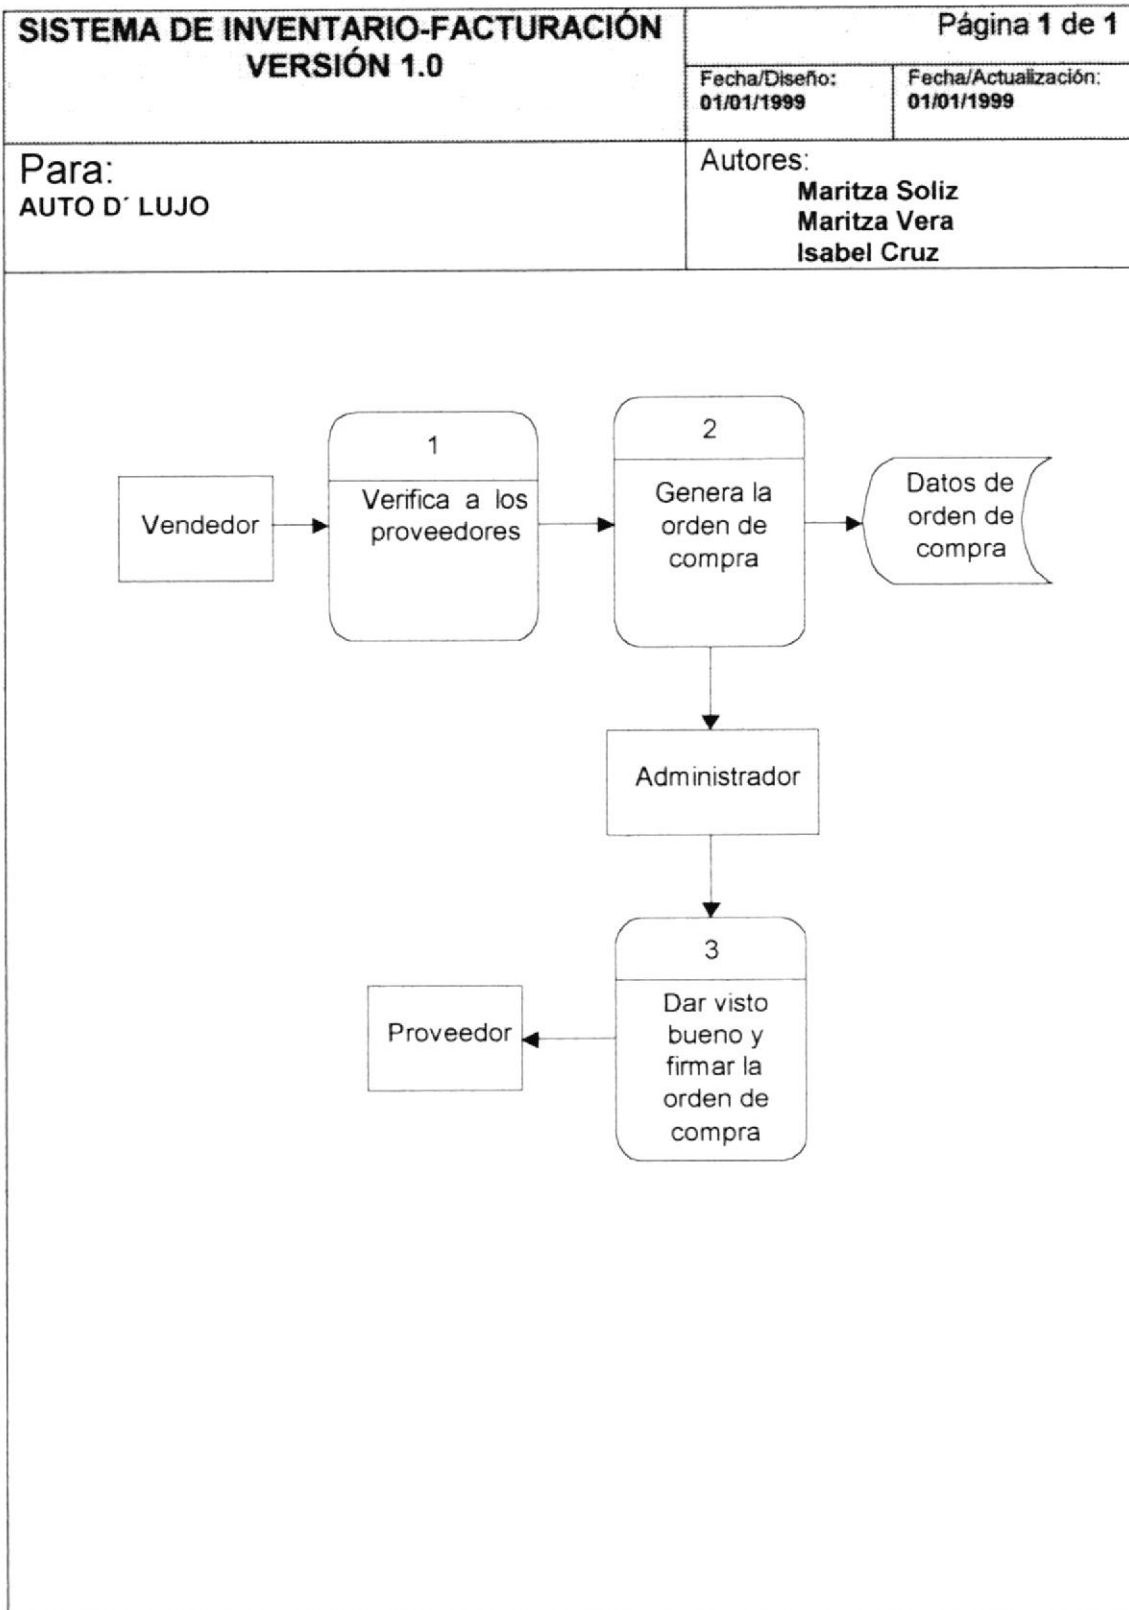 SISTEMA DE INVENTARIO-FACTURACIÓN
VERSIÓN 1.0
Página 1 de 1
Fecha/Diseño:
01/01/1999
Fecha/Actualización:
01/01/1999
Para:
AUTO D´ LUJO
Autores:
Maritza Soliz
Maritza Vera
Isabel Cruz
Vendedor
1
Verifica a los
proveedores
2
Genera la
orden de
compra
Datos de
orden de
compra
Administrador
3
Dar visto
bueno y
firmar la
orden de
compra
Proveedor